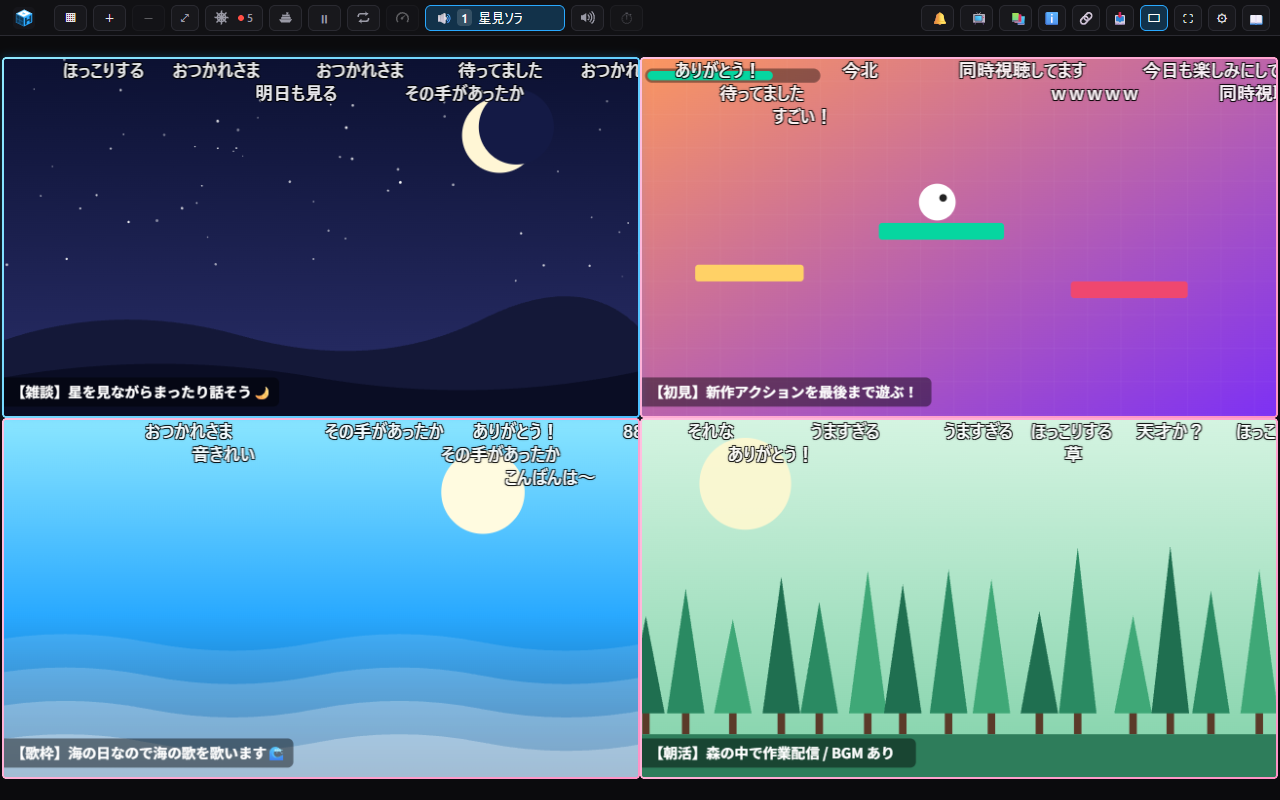 5
1 星見ソラ
ほっこりする おつかれさま おつかれさま 待ってました おつかれ
明日も見る その手があったか
【雑談】星を見ながらまったり話そう🌙
ありがとう！ 今北 同時視聴してます 今日も楽しみにして
待ってました ｗｗｗｗｗ 同時視
すごい！
【初見】新作アクションを最後まで遊ぶ！
おつかれさま その手があったか ありがとう！ 88
音きれい その手があったか
こんばんは〜
【歌枠】海の日なので海の歌を歌います🌊
それな うますぎる うますぎる ほっこりする 天才か？ ほっこ
ありがとう！ 草
【朝活】森の中で作業配信 / BGM あり